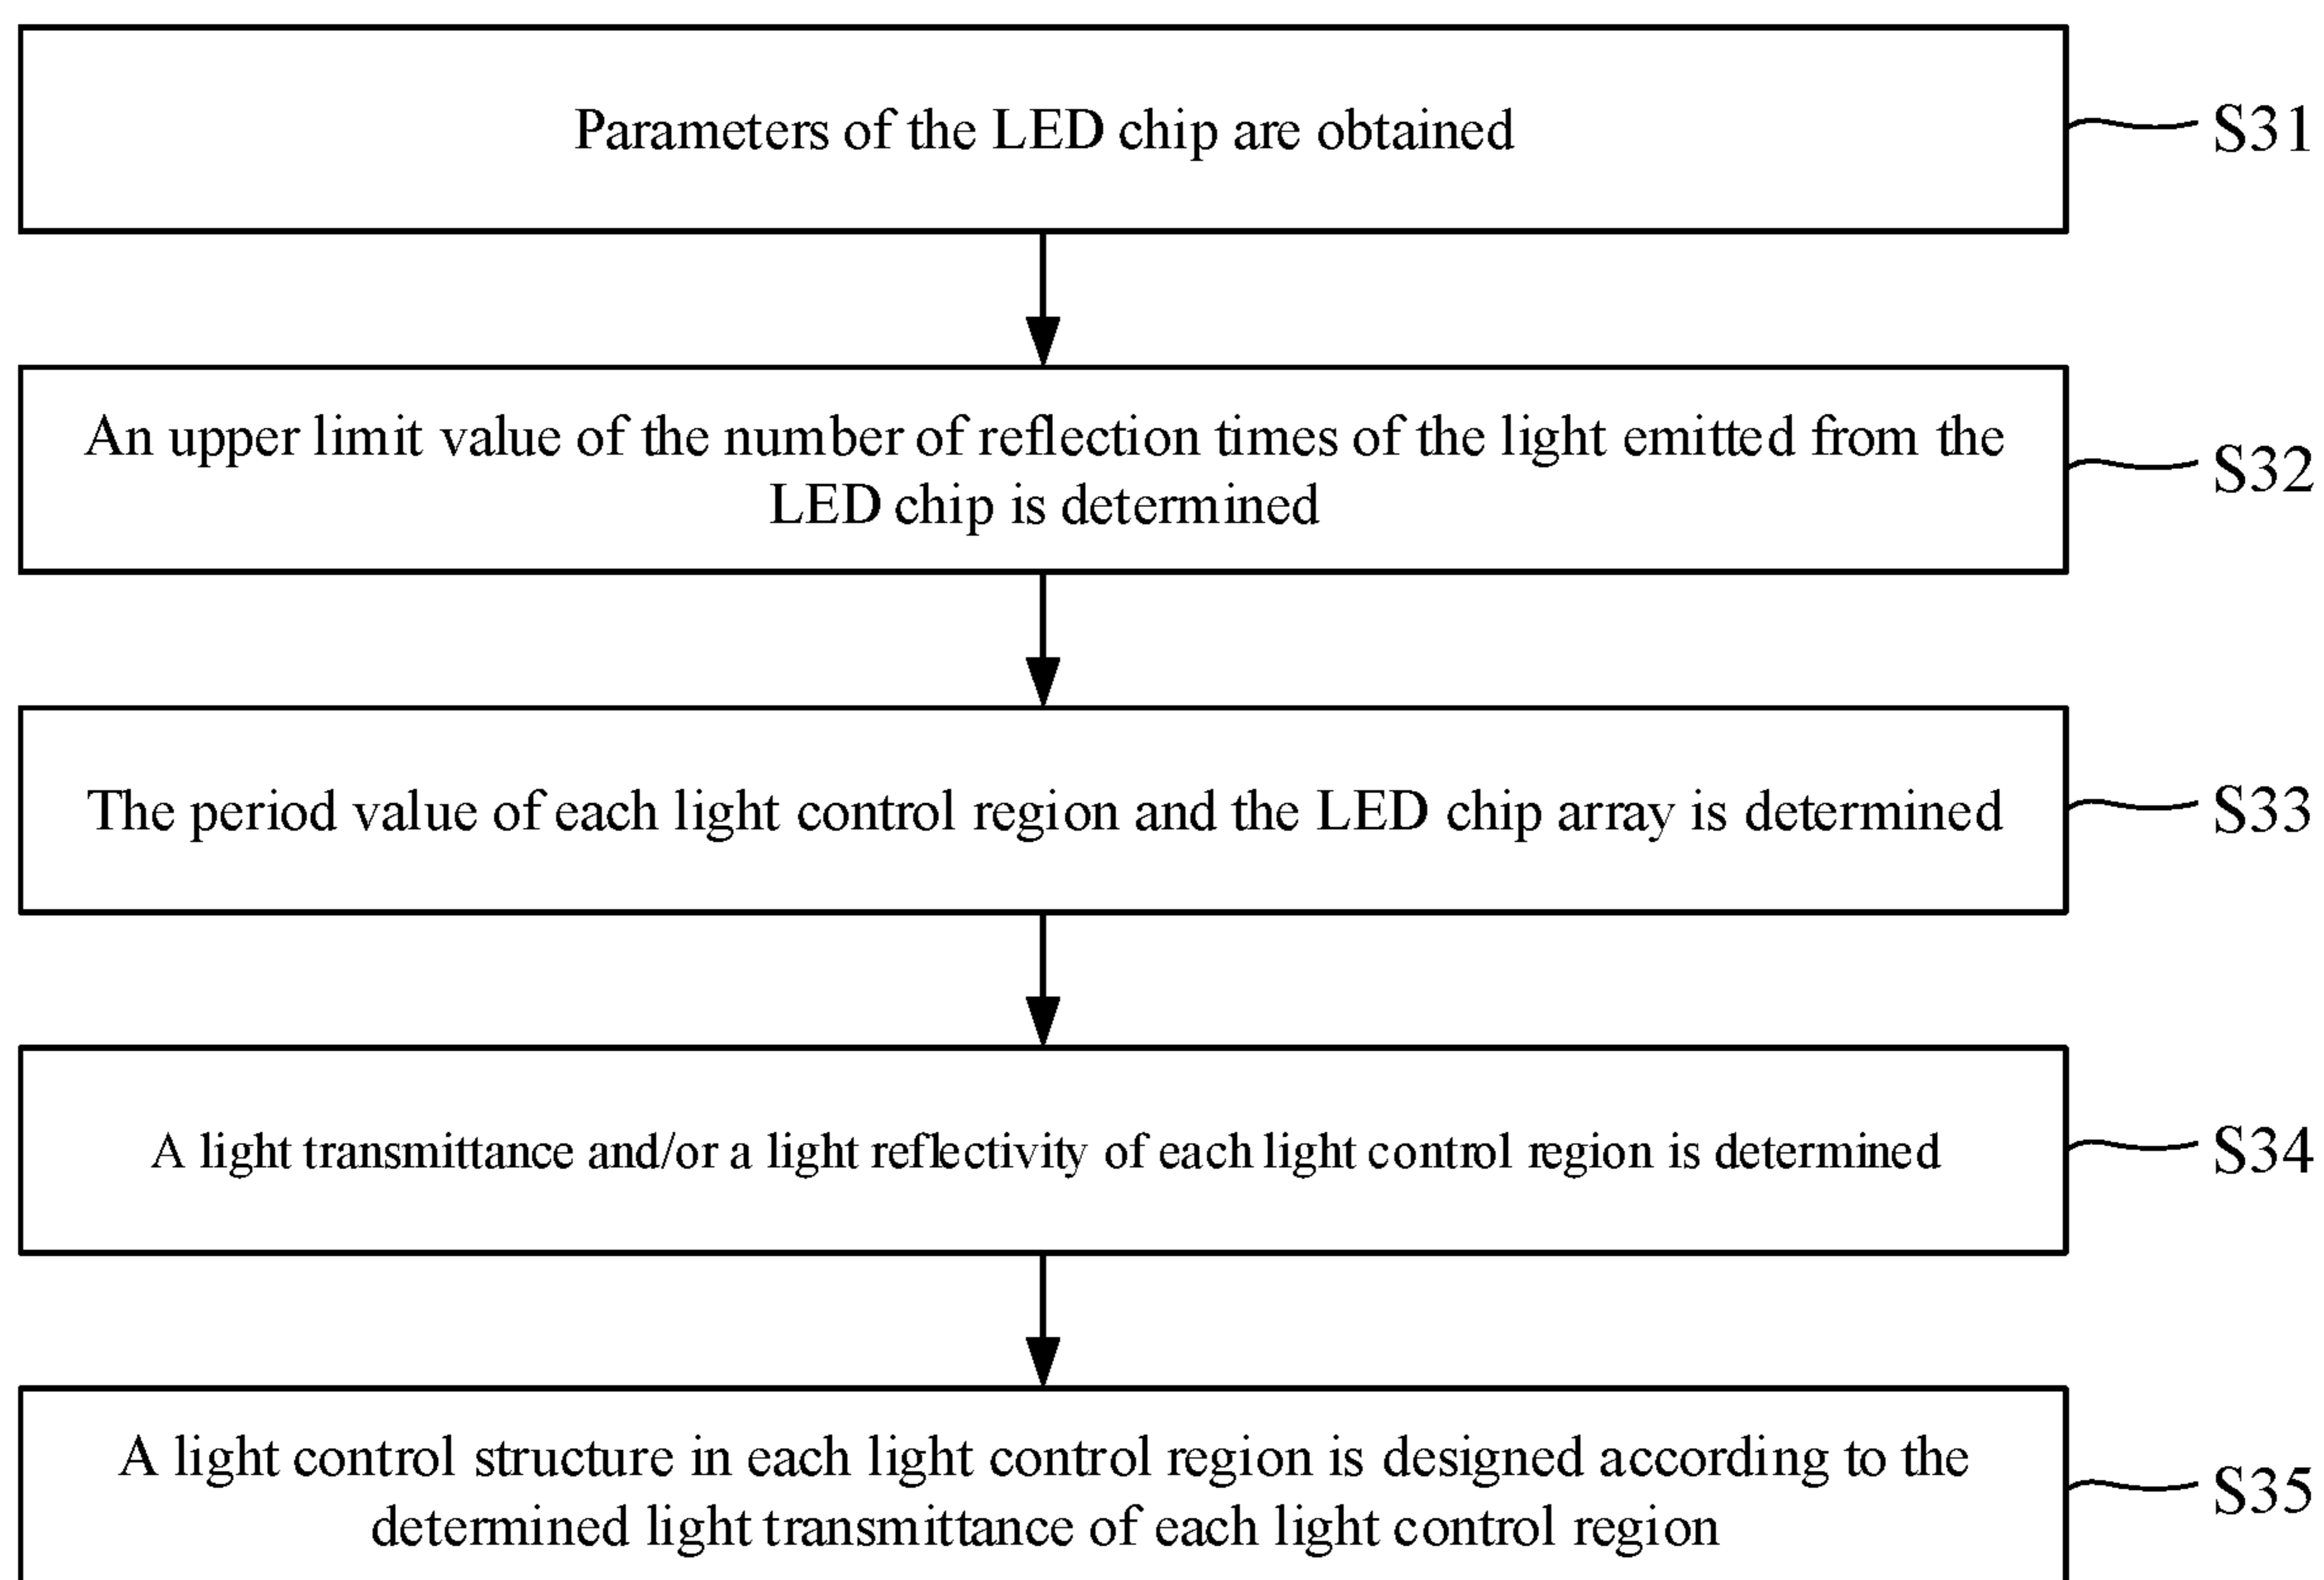 Parameters of the LED chip are obtained
S31
An upper limit value of the number of reflection times of the light emitted from the
LED chip is determined
S32
The period value of each light control region and the LED chip array is determined
S33
A light transmittance and/or a light reflectivity of each light control region is determined
S34
A light control structure in each light control region is designed according to the
determined light transmittance of each light control region
S35